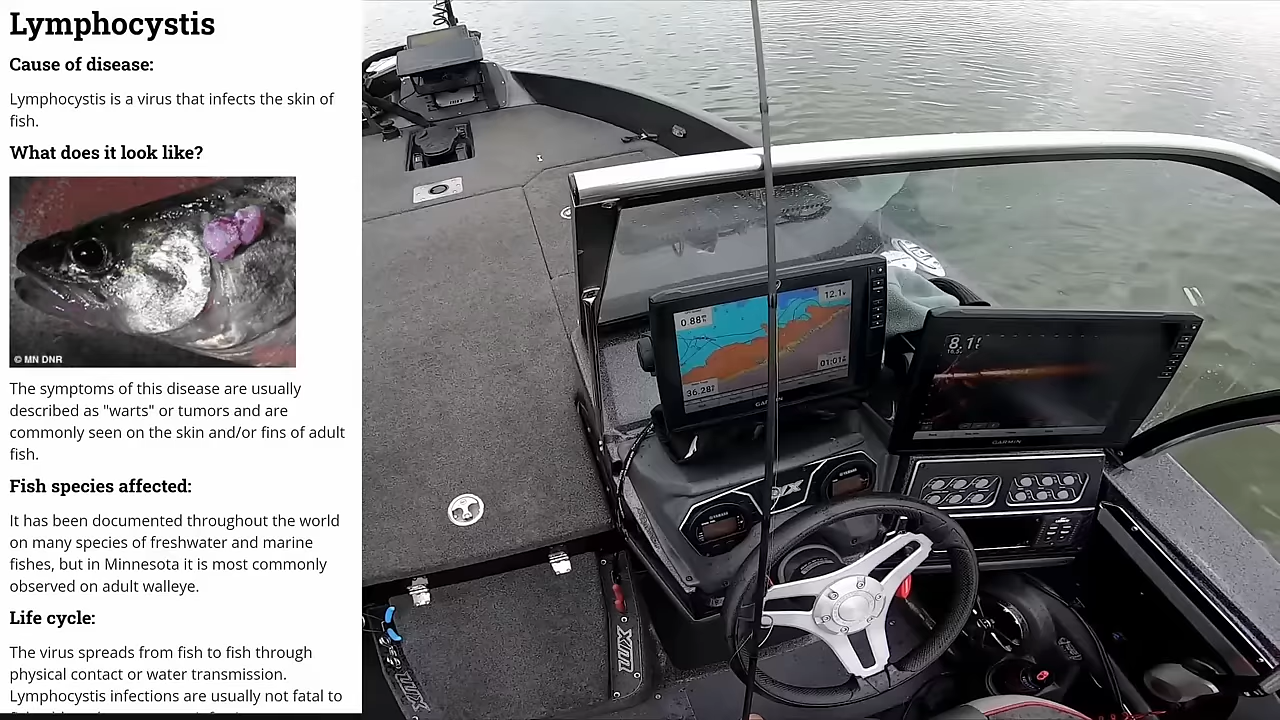 Lymphocystis
Cause of disease:
Lymphocystis is a virus that infects the skin of
fish.
What does it look like?
© MN DNR
The symptoms of this disease are usually
described as "warts" or tumors and are
commonly seen on the skin and/or fins of adult
fish.
Fish species affected:
It has been documented throughout the world
on many species of freshwater and marine
fishes, but in Minnesota it is most commonly
observed on adult walleye.
Life cycle:
The virus spreads from fish to fish through
physical contact or water transmission.
Lymphocystis infections are usually not fatal to
0.88
12.1
36.28
01:01
GARMIN
8.1
GARMIN
YAMAHA